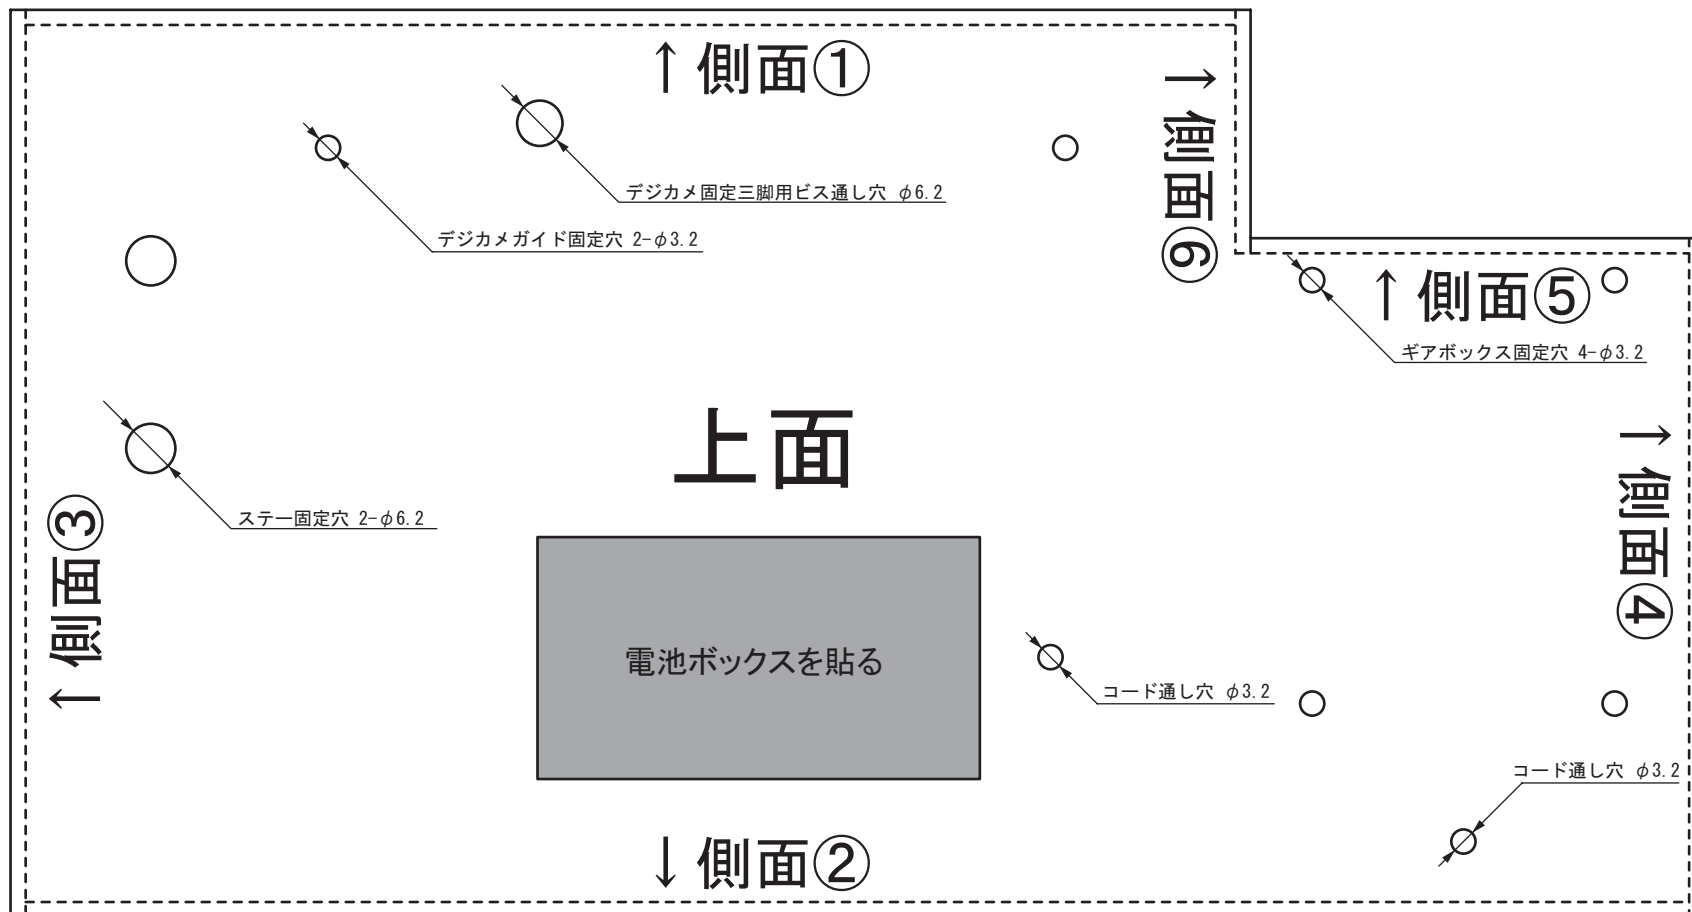 ↑ 側面①
↑ 側面⑥
デジカメ固定三脚用ビス通し穴 φ6.2
デジカメガイド固定穴 2-φ3.2
↑ 側面⑤
ギアボックス固定穴 4-φ3.2
上面
↑ 側面④
ステー固定穴 2-φ6.2
↑ 側面③
電池ボックスを貼る
コード通し穴 φ3.2
コード通し穴 φ3.2
↓ 側面②